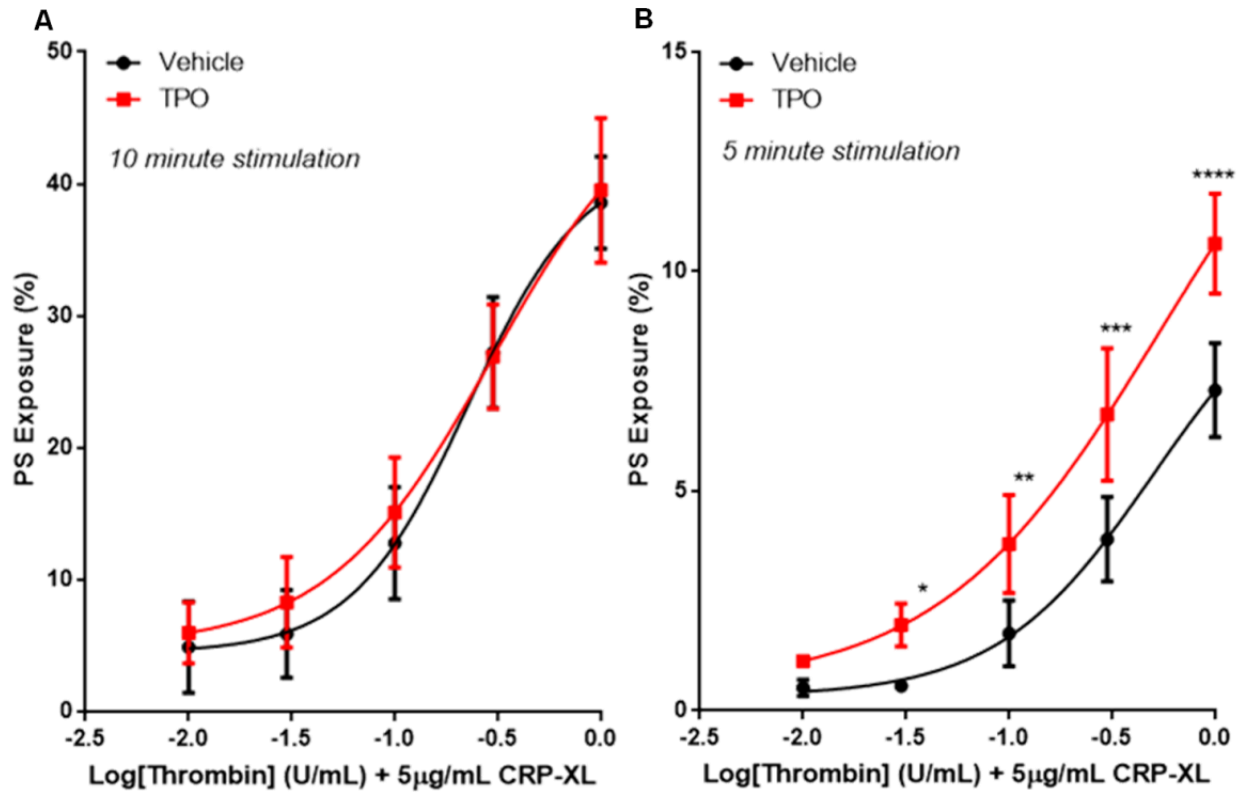 A
50
40
30
20
10
0
PS Exposure (%)
Vehicle
TPO
10 minute stimulation
-2.5 -2.0 -1.5 -1.0 -0.5 0.0
Log[Thrombin] (U/mL) + 5µg/mL CRP-XL
B
15
10
5
0
PS Exposure (%)
Vehicle
TPO
5 minute stimulation
*
**
***
****
-2.5 -2.0 -1.5 -1.0 -0.5 0.0
Log[Thrombin] (U/mL) + 5µg/mL CRP-XL